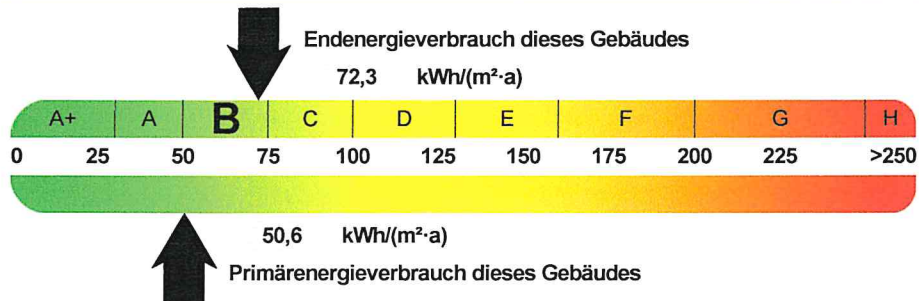 Endenergieverbrauch dieses Gebäudes
72,3 kWh/(m²·a)
A+ A B C D E F G H
0 25 50 75 100 125 150 175 200 225 >250
50,6 kWh/(m²·a)
Primärenergieverbrauch dieses Gebäudes